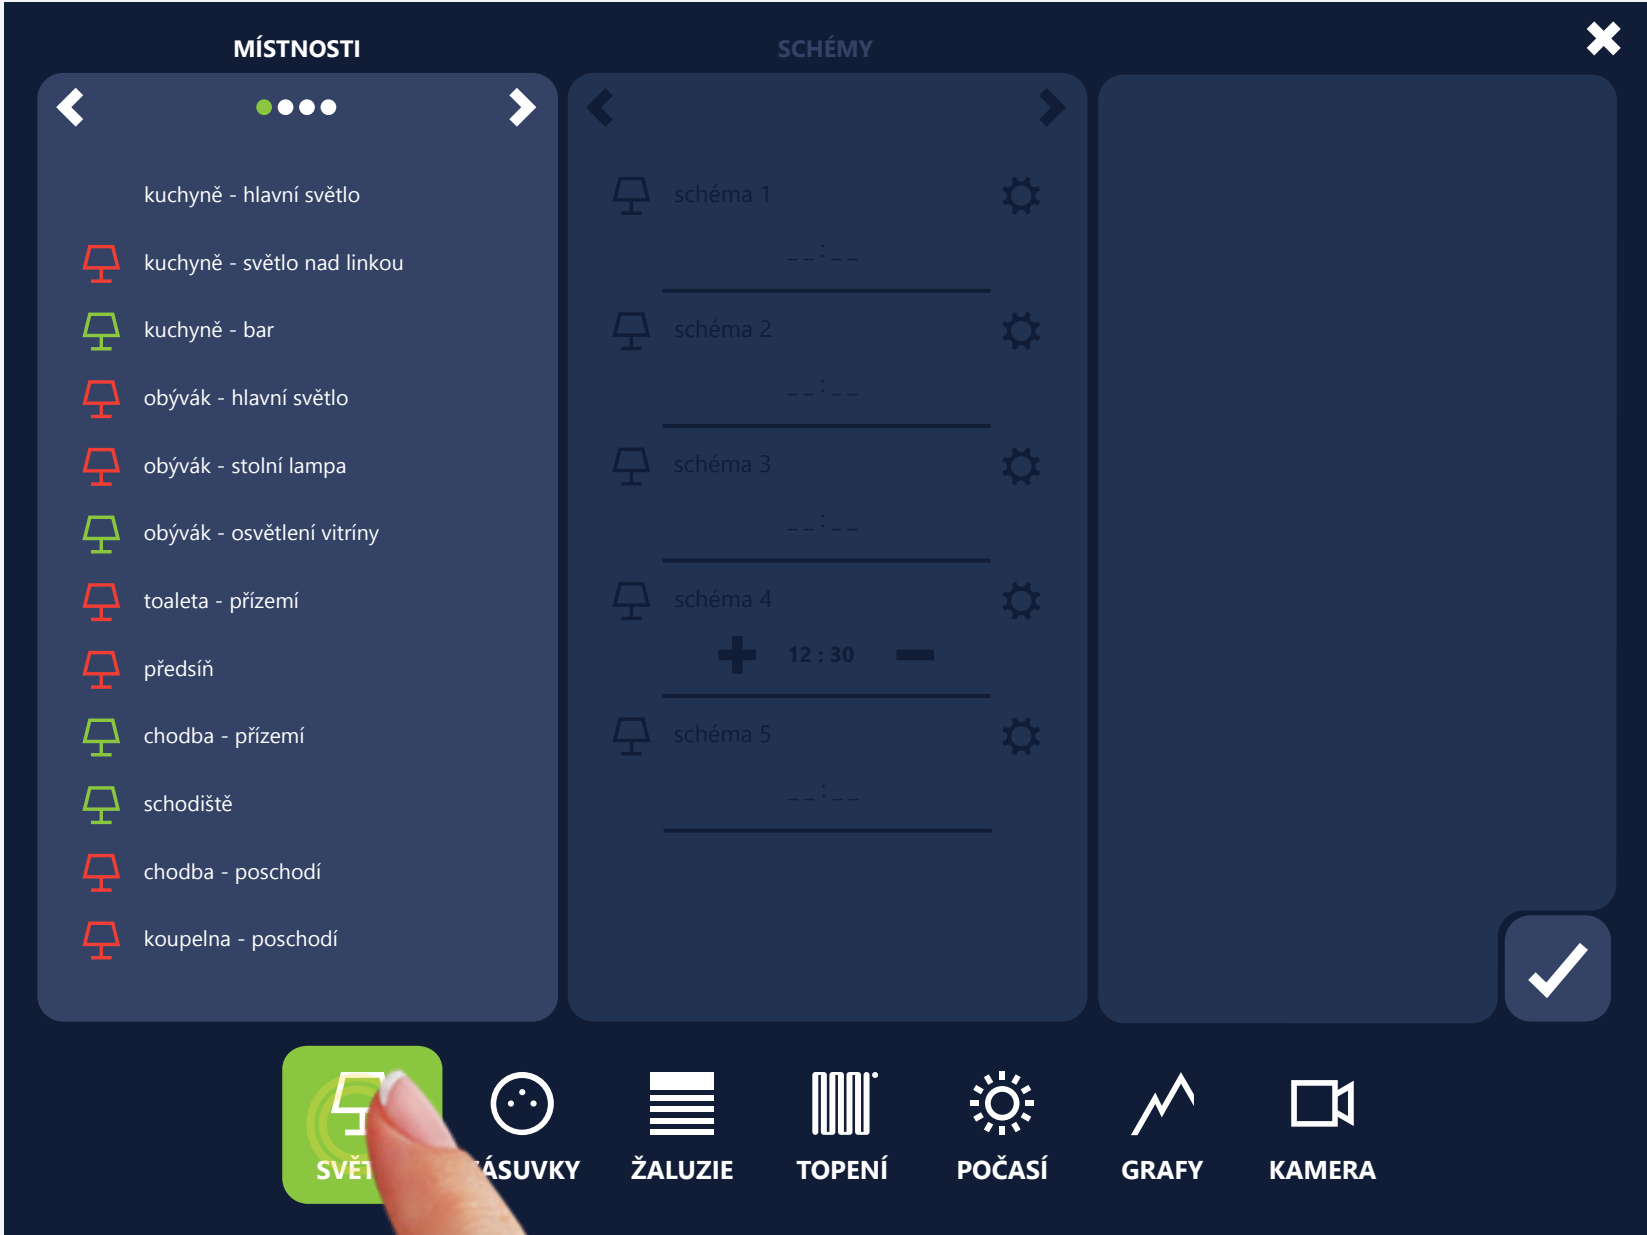 MÍSTNOSTI
SCHÉMY
kuchyně - hlavní světlo
kuchyně - světlo nad linkou
kuchyně - bar
obývák - hlavní světlo
obývák - stolní lampa
obývák - osvětlení vitríny
toaleta - přízemí
předsíň
chodba - přízemí
schodiště
chodba - poschodí
koupelna - poschodí
schéma 1
_ _ : _ _
schéma 2
_ _ : _ _
schéma 3
_ _ : _ _
schéma 4
12 : 30
schéma 5
_ _ : _ _
ŽALUZIE
TOPENÍ
POČASÍ
GRAFY
KAMERA